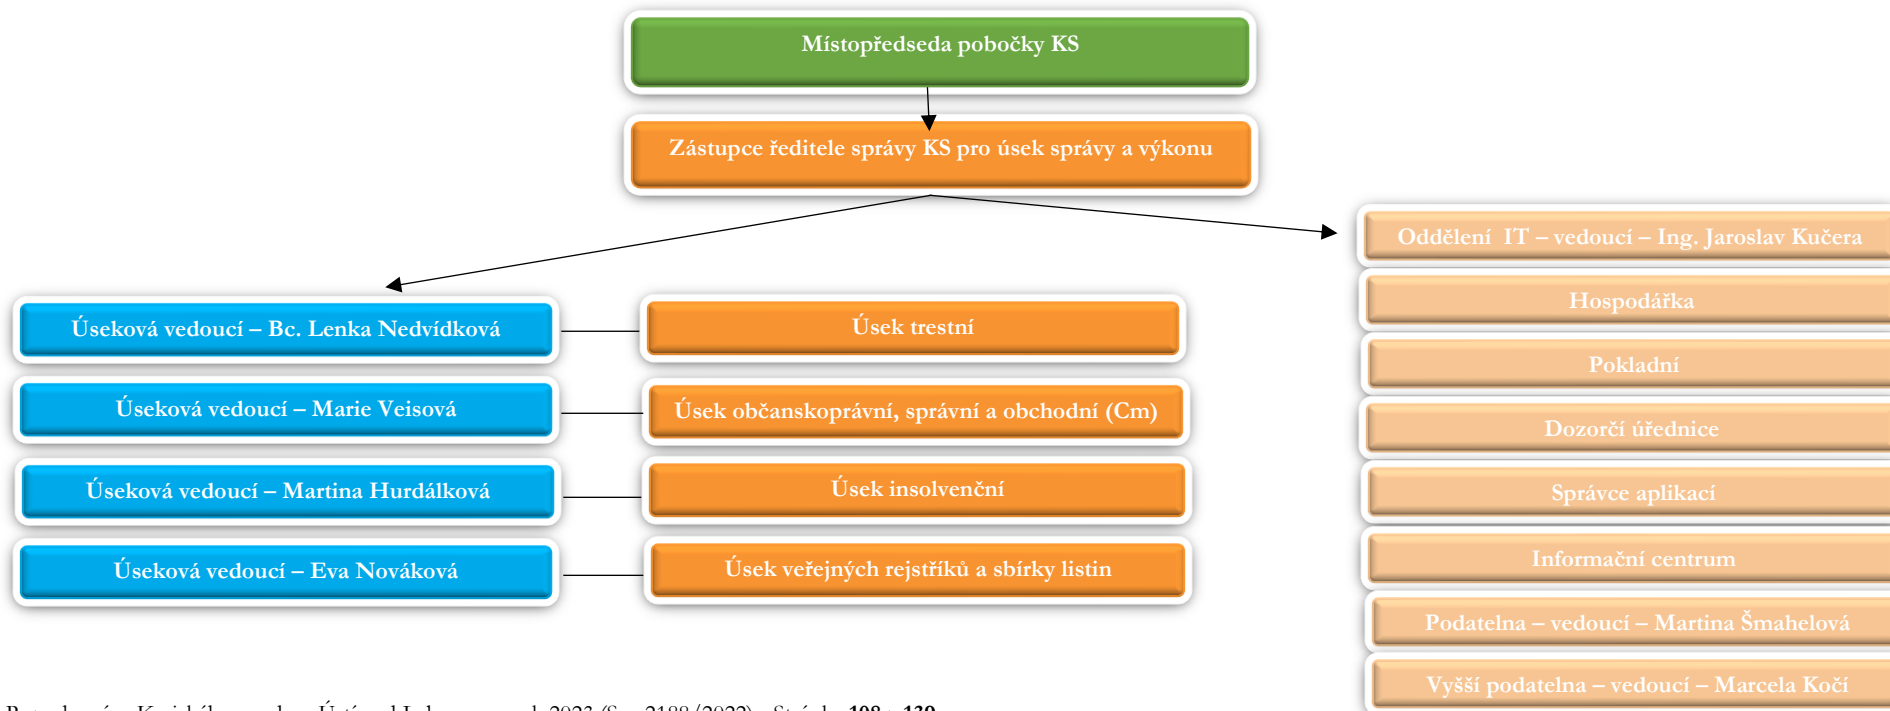 Místopředseda pobočky KS
Zástupce ředitele správy KS pro úsek správy a výkonu
Úseková vedoucí – Bc. Lenka Nedvídková
Úsek trestní
Úseková vedoucí – Marie Veisová
Úsek občanskoprávní, správní a obchodní (Cm)
Úseková vedoucí – Martina Hurdálková
Úsek insolvenční
Úseková vedoucí – Eva Nováková
Úsek veřejných rejstříků a sbírky listin
Oddělení IT – vedoucí – Ing. Jaroslav Kučera
Hospodářka
Pokladní
Dozorčí úřednice
Správce aplikací
Informační centrum
Podatelna – vedoucí – Martina Šmahelová
Vyšší podatelna – vedoucí – Marcela Kočí